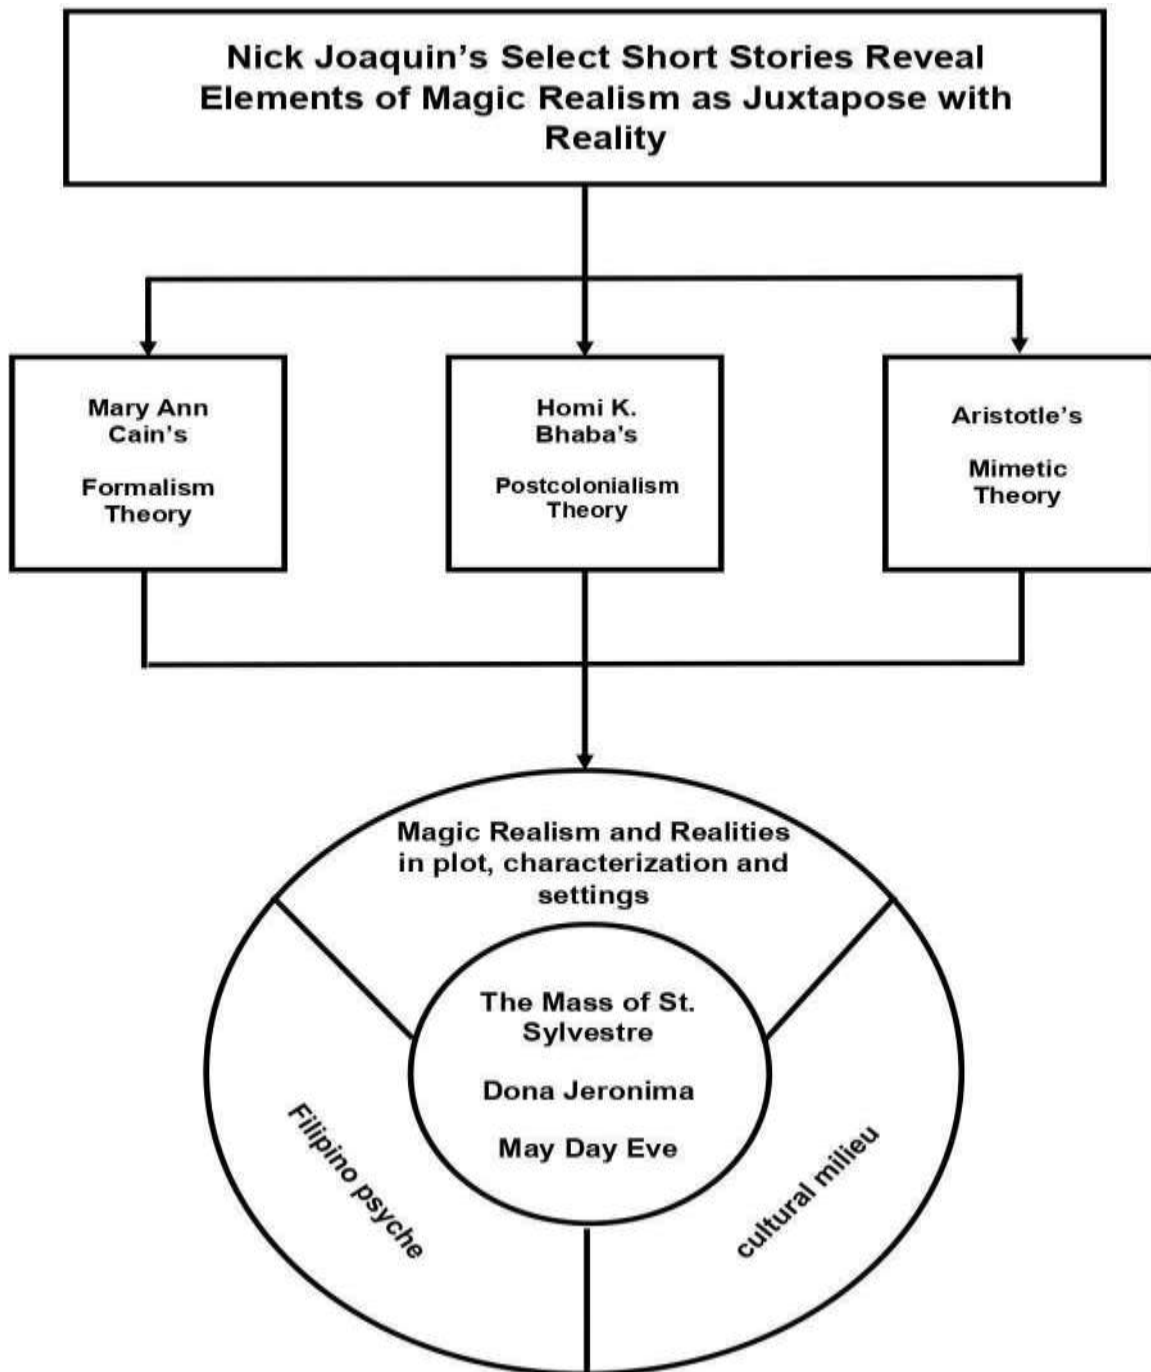 Nick Joaquin's Select Short Stories Reveal
Elements of Magic Realism as Juxtapose with
Reality
Mary Ann
Cain's
Formalism
Theory
Homi K.
Bhaba's
Postcolonialism
Theory
Aristotle's
Mimetic
Theory
Magic Realism and Realities
in plot, characterization and
settings
The Mass of St.
Sylvestre
Dona Jeronima
May Day Eve
Filipino psyche
cultural milieu